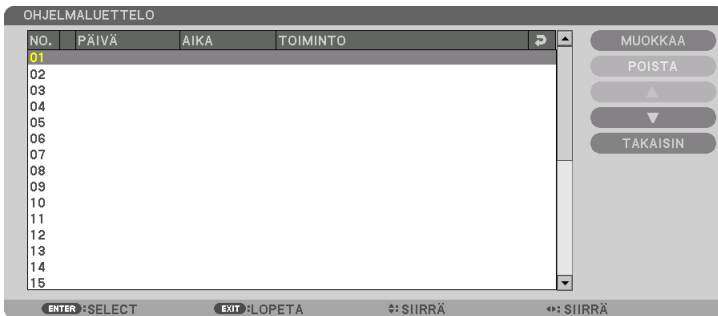 OHJELMALUETTELO
NO. PÄIVÄ AIKA TOIMINTO
01
02
03
04
05
06
07
08
09
10
11
12
13
14
15
MUOKKAA
POISTA
TAKAISIN
ENTER :SELECT EXIT :LOPETA :SIIRRÄ :SIIRRÄ